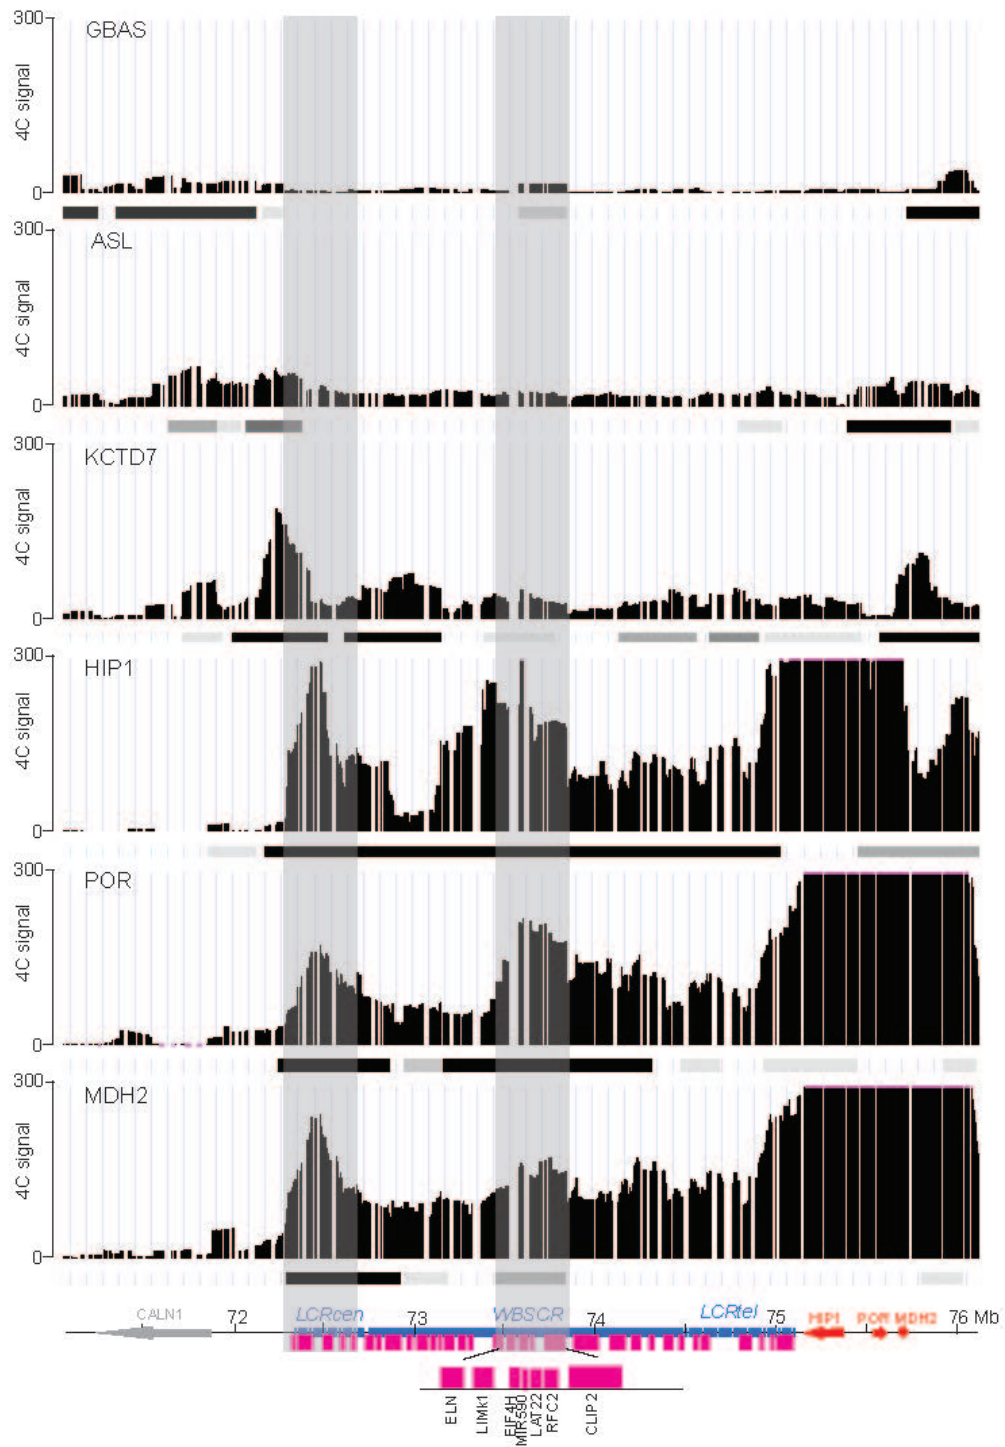 300
GBAS
4C signal
0
300
ASL
4C signal
0
300
KCTD7
4C signal
0
300
HIP1
4C signal
0
300
POR
4C signal
0
300
MDH2
4C signal
0
CALN1 72 LCRcen 73 WBSCR 74 LCRtel 75 HIP1 POR MDH2 76 Mb
ELN
LIMk1
EIF4H
MIR590
LAT22
RFC2
CLIP2